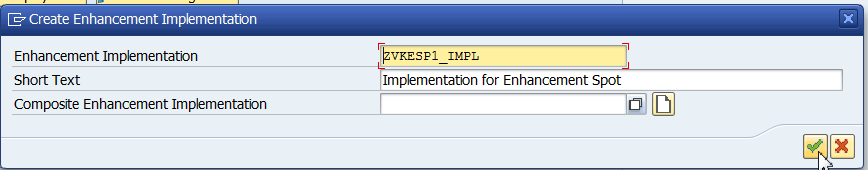 Create Enhancement Implementation
Enhancement Implementation ZVKESP1_IMPL
Short Text Implementation for Enhancement Spot
Composite Enhancement Implementation